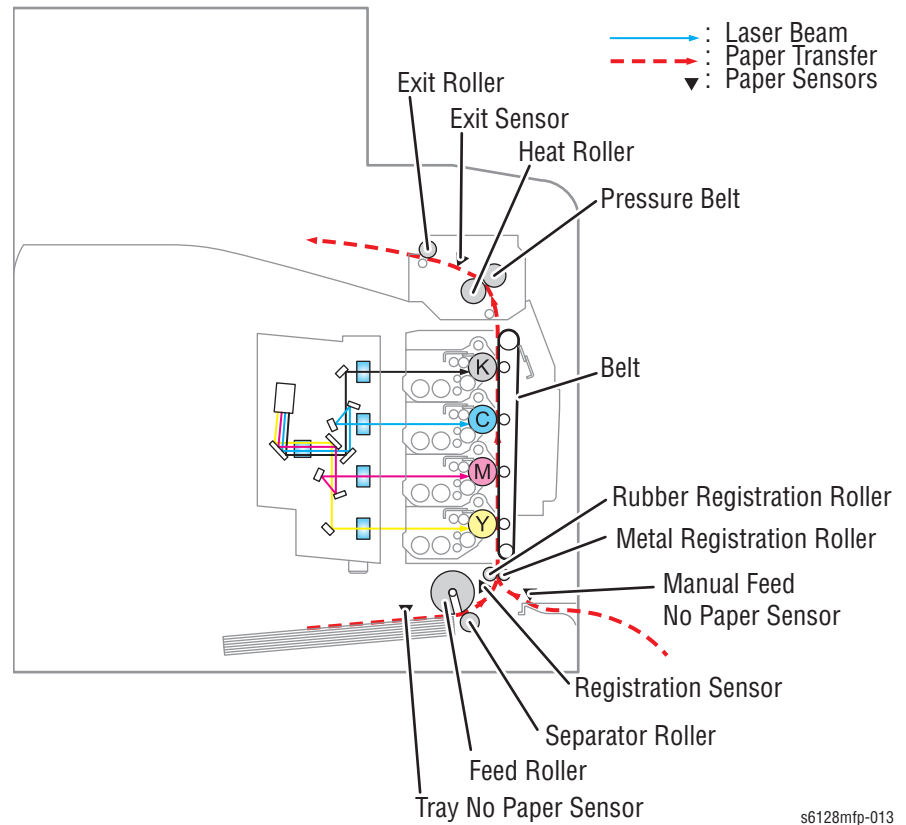 : Laser Beam
: Paper Transfer
: Paper Sensors
Exit Roller
Exit Sensor
Heat Roller
Pressure Belt
K
Belt
C
M
Rubber Registration Roller
Y
Metal Registration Roller
Manual Feed
No Paper Sensor
Registration Sensor
Separator Roller
Feed Roller
Tray No Paper Sensor
s6128mfp-013